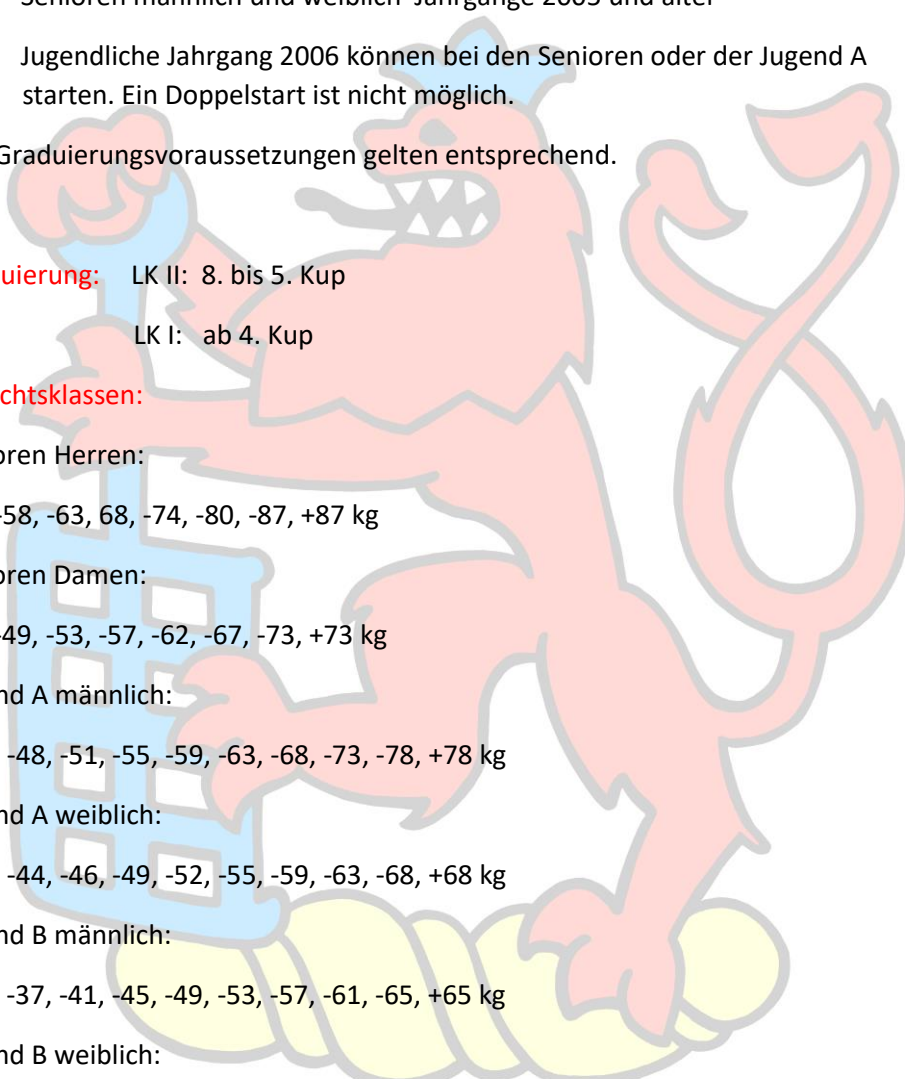 Senioren männlich und weiblich Jahrgänge 2005 und älter
Jugendliche Jahrgang 2006 können bei den Senioren oder der Jugend A
starten. Ein Doppelstart ist nicht möglich.
Graduierungsvoraussetzungen gelten entsprechend.
uierung: LK II: 8. bis 5. Kup
LK I: ab 4. Kup
chtsklassen:
oren Herren:
-58, -63, 68, -74, -80, -87, +87 kg
oren Damen:
-49, -53, -57, -62, -67, -73, +73 kg
nd A männlich:
-48, -51, -55, -59, -63, -68, -73, -78, +78 kg
nd A weiblich:
-44, -46, -49, -52, -55, -59, -63, -68, +68 kg
nd B männlich:
-37, -41, -45, -49, -53, -57, -61, -65, +65 kg
nd B weiblich: